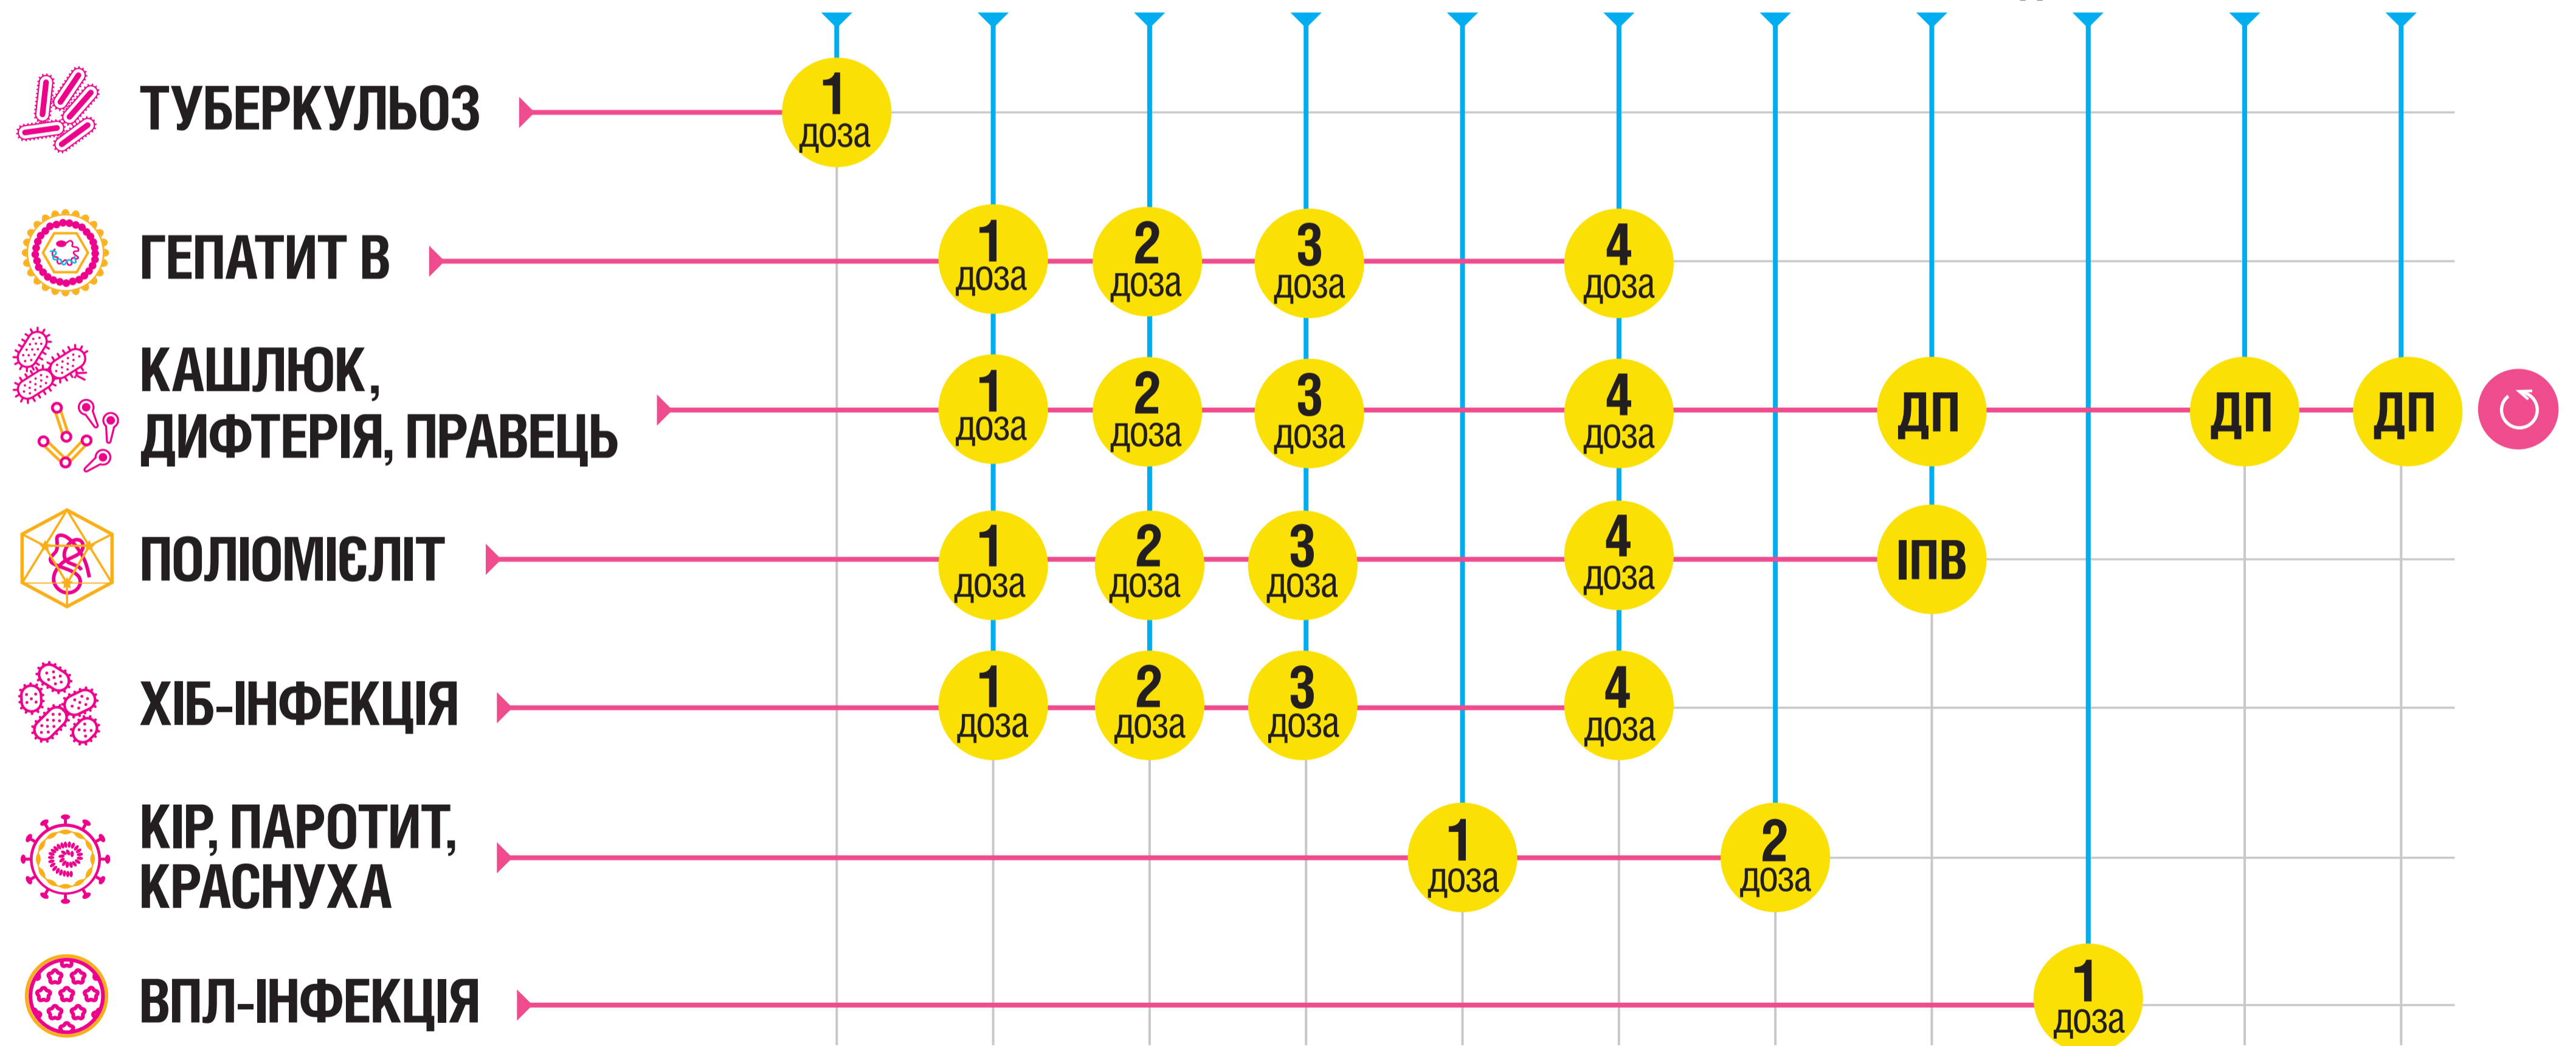 ТУБЕРКУЛЬОЗ
1
доза
ГЕПАТИТ В
1
доза
2
доза
3
доза
4
доза
КАШЛЮК,
ДИФТЕРІЯ, ПРАВЕЦЬ
1
доза
2
доза
3
доза
4
доза
ДП
ДП
ДП
ПОЛІОМІЄЛІТ
1
доза
2
доза
3
доза
4
доза
ІПВ
ХІБ-ІНФЕКЦІЯ
1
доза
2
доза
3
доза
4
доза
КІР, ПАРОТИТ,
КРАСНУХА
1
доза
2
доза
ВПЛ-ІНФЕКЦІЯ
1
доза